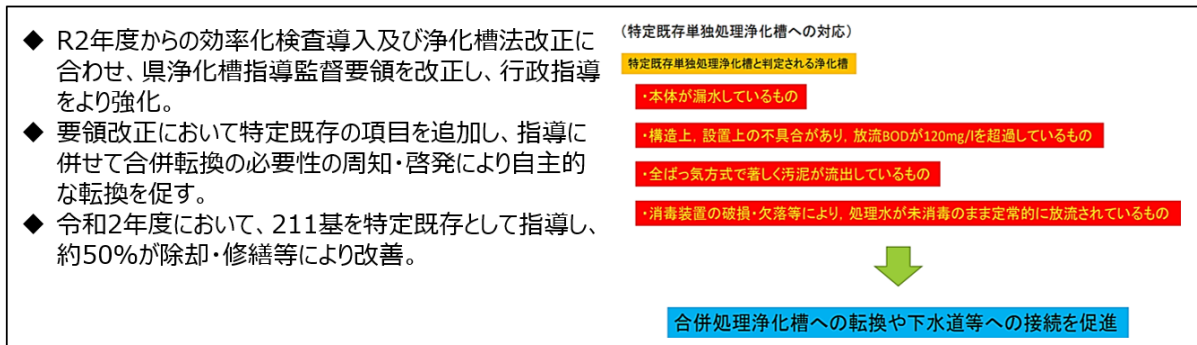 ◆ R2年度からの効率化検査導入及び浄化槽法改正に
合わせ、県浄化槽指導監督要領を改正し、行政指導
をより強化。
◆ 要領改正において特定既存の項目を追加し、指導に
併せて合併転換の必要性の周知・啓発により自主的
な転換を促す。
◆ 令和2年度において、211基を特定既存として指導し、
約50%が除却・修繕等により改善。
（特定既存単独処理浄化槽への対応）
特定既存単独処理浄化槽と判定される浄化槽
・本体が漏水しているもの
・構造上，設置上の不具合があり，放流BODが120mg/lを超過しているもの
・全ばっ気方式で著しく汚泥が流出しているもの
・消毒装置の破損・欠落等により，処理水が未消毒のまま定常的に放流されているもの
合併処理浄化槽への転換や下水道等への接続を促進